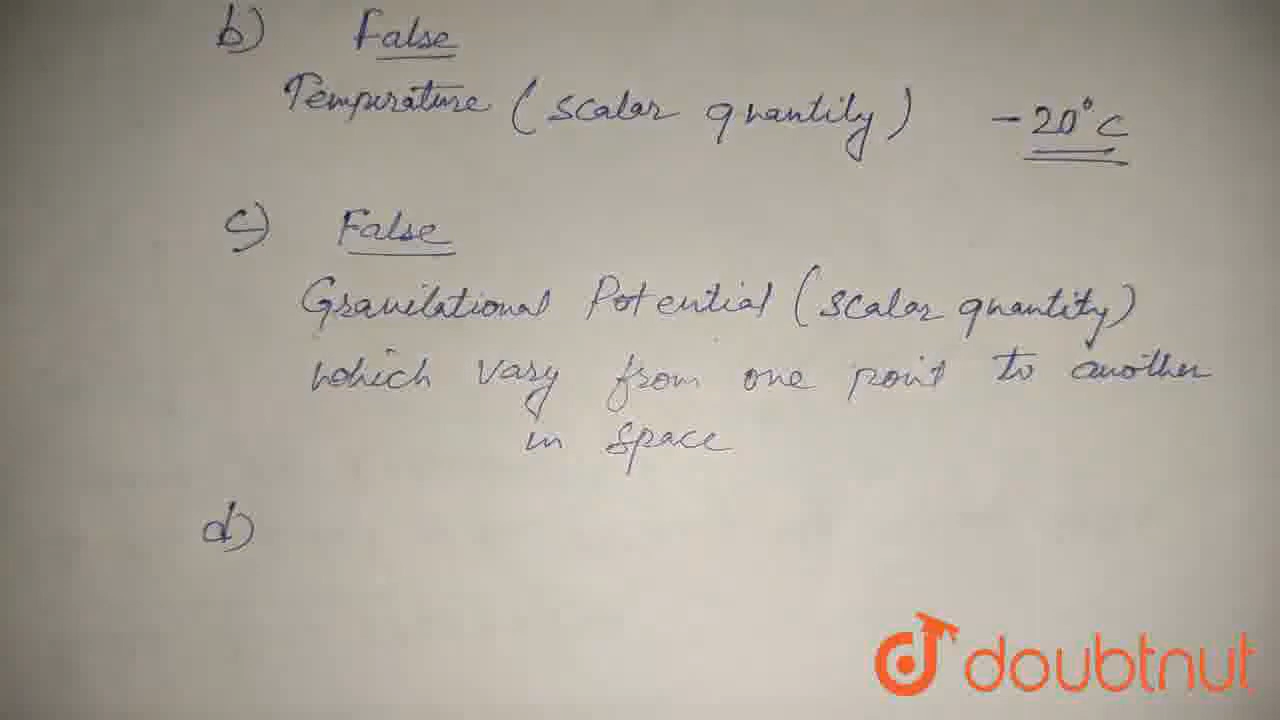 b) False
Temperature (scalar quantity) -20°C
c) False
Gravitational Potential (scalar quantity)
which vary from one point to another
in space
d)
doubtnut